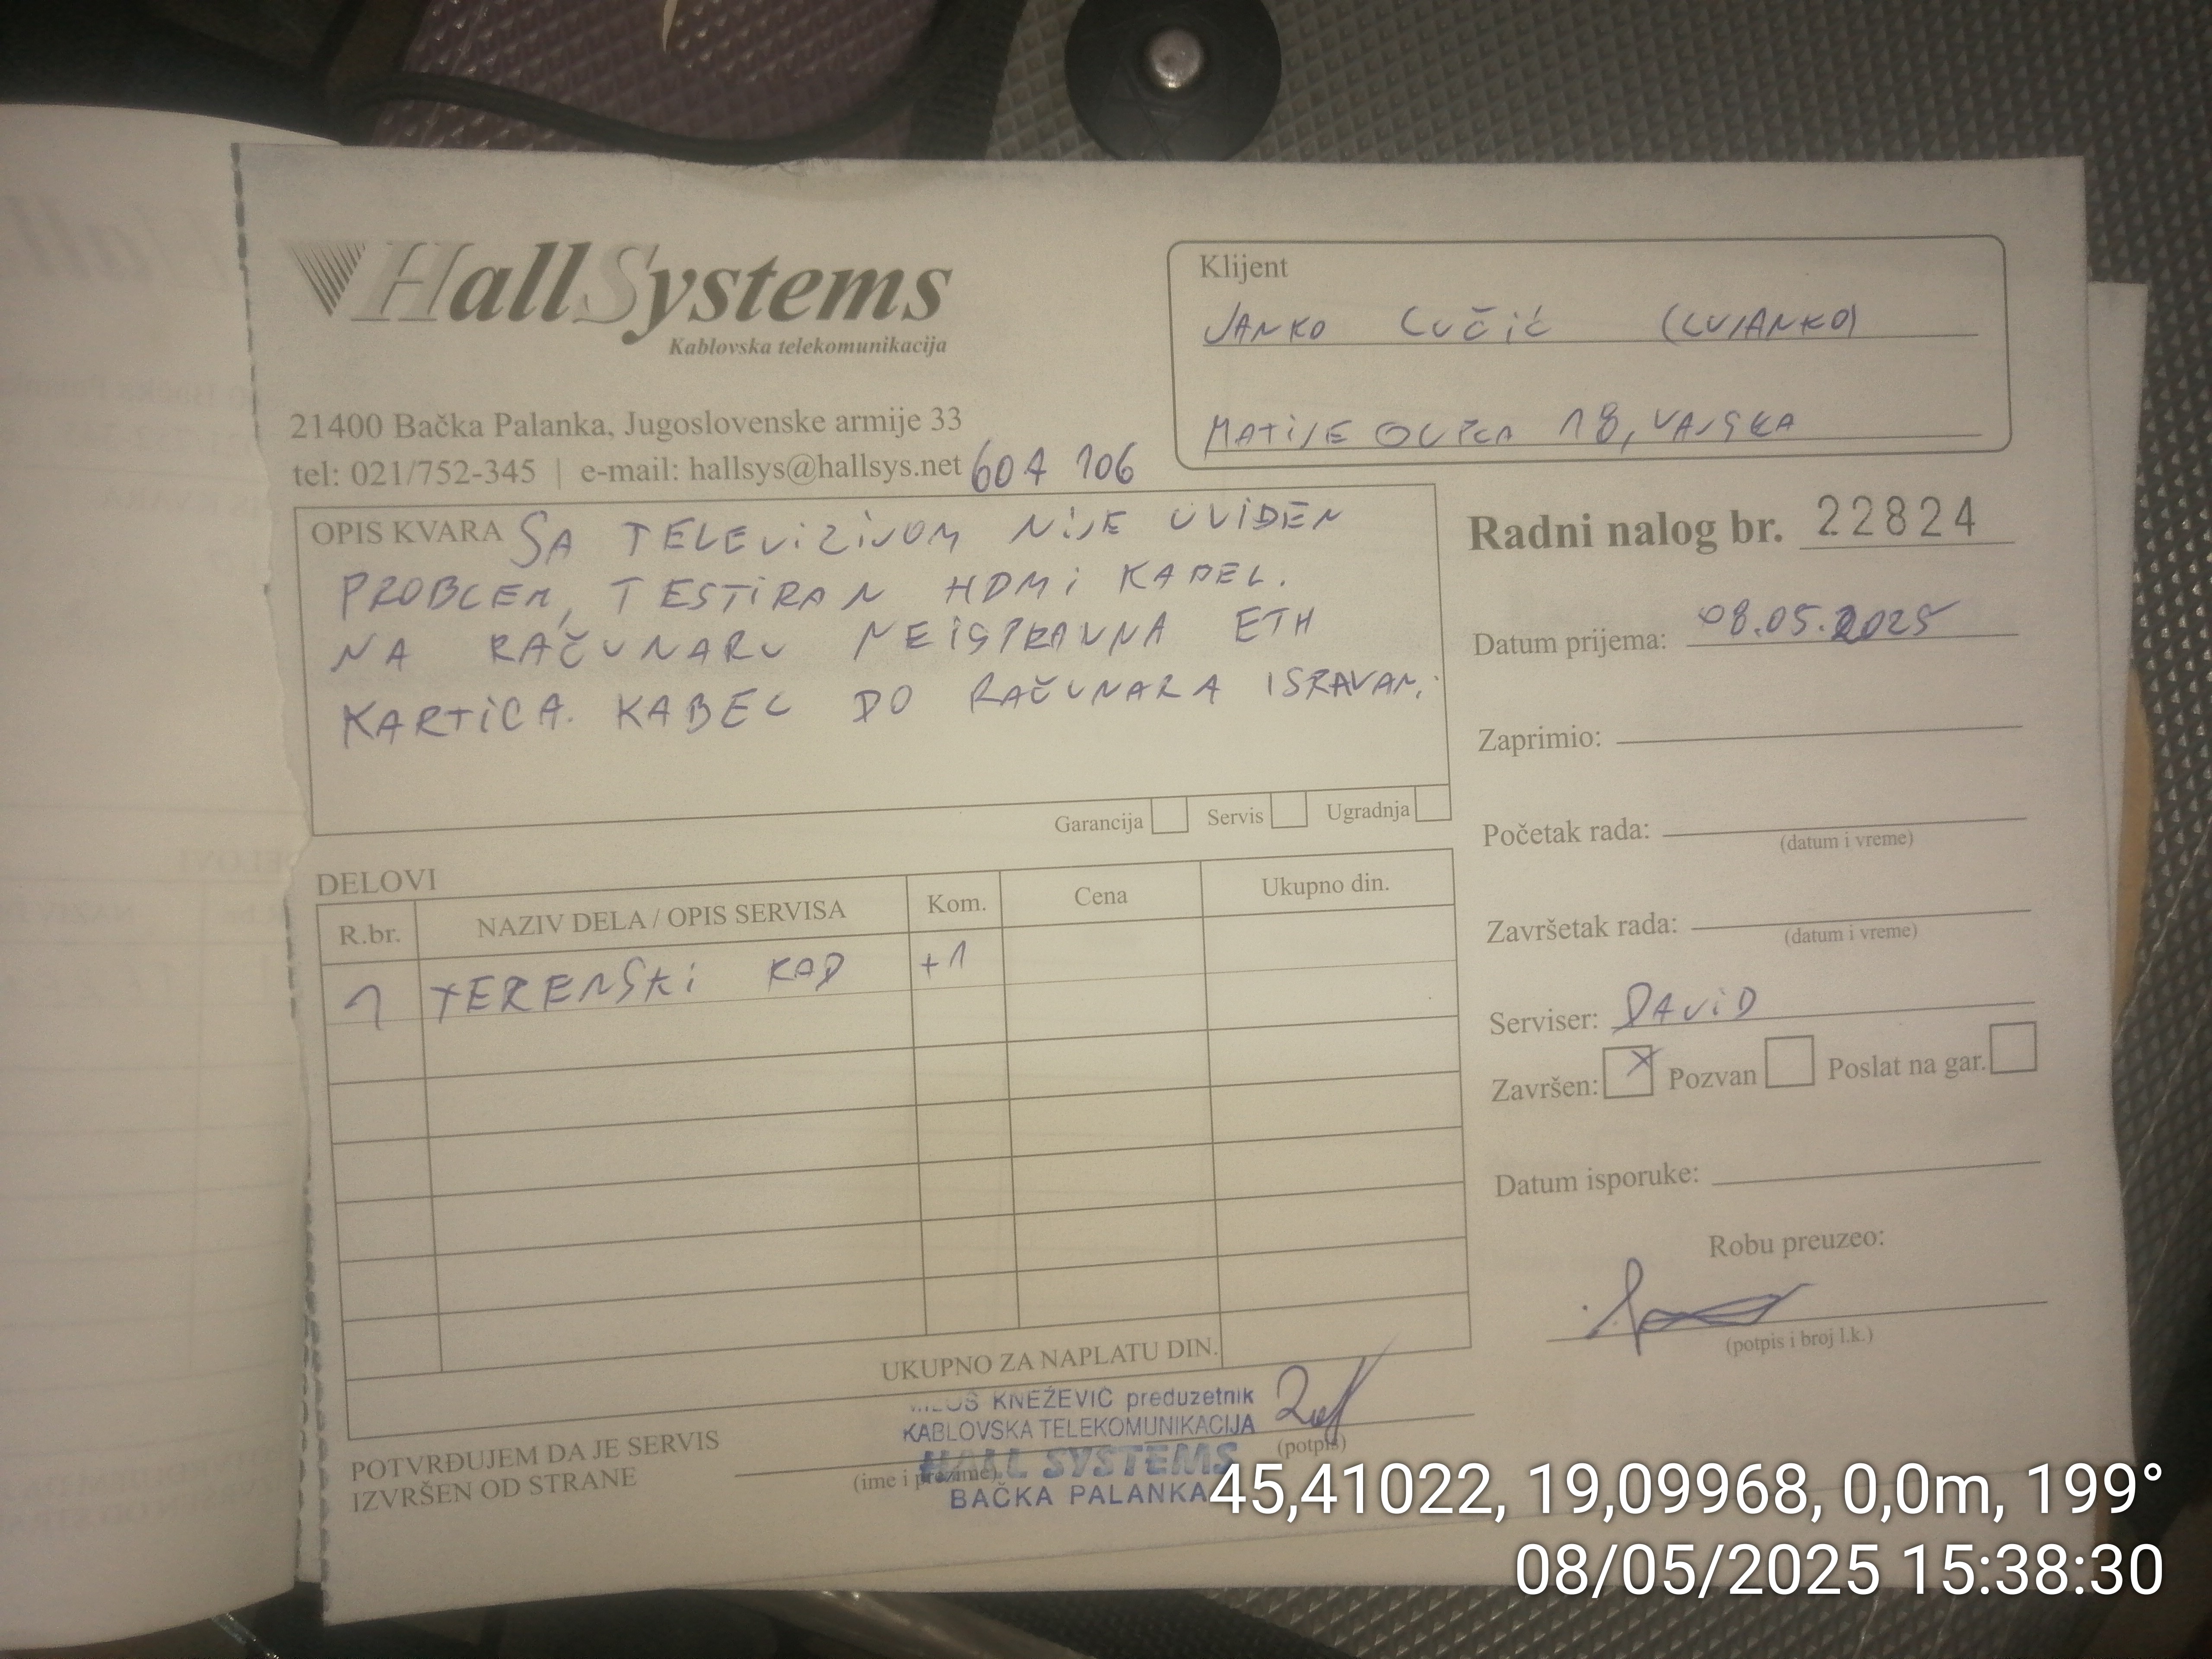 HallSystems
Kablovska telekomunikacija
21400 Bačka Palanka, Jugoslovenske armije 33
tel: 021/752-345 | e-mail: hallsys@hallsys.net 604 106
Klijent
JANKO LUČIĆ (LUJANKO)
MATIJE GUPCA 18, VAJSKA
OPIS KVARA SA TELEVIZIJOM NIJE UVIĐEN
PROBLEM, TESTIRAN HDMI KABEL.
NA RAČUNARU NEISPRAVNA ETH
KARTICA. KABEL DO RAČUNARA ISRAVAN.
Garancija Servis Ugradnja
Radni nalog br. 22824
Datum prijema: 08.05.2025
Zaprimio:
Početak rada:
(datum i vreme)
Završetak rada:
(datum i vreme)
Serviser: DAVID
Završen: X Pozvan Poslat na gar.
Datum isporuke:
Robu preuzeo:
(potpis i broj l.k.)
DELOVI
R.br. NAZIV DELA / OPIS SERVISA Kom. Cena Ukupno din.
1 TERENSKI RAD +1
UKUPNO ZA NAPLATU DIN.
POTVRĐUJEM DA JE SERVIS
IZVRŠEN OD STRANE
(ime i prezime)
(potpis)
KNEŽEVIĆ preduzetnik
KABLOVSKA TELEKOMUNIKACIJA
HALL SYSTEMS
BAČKA PALANKA
45,41022, 19,09968, 0,0m, 199°
08/05/2025 15:38:30